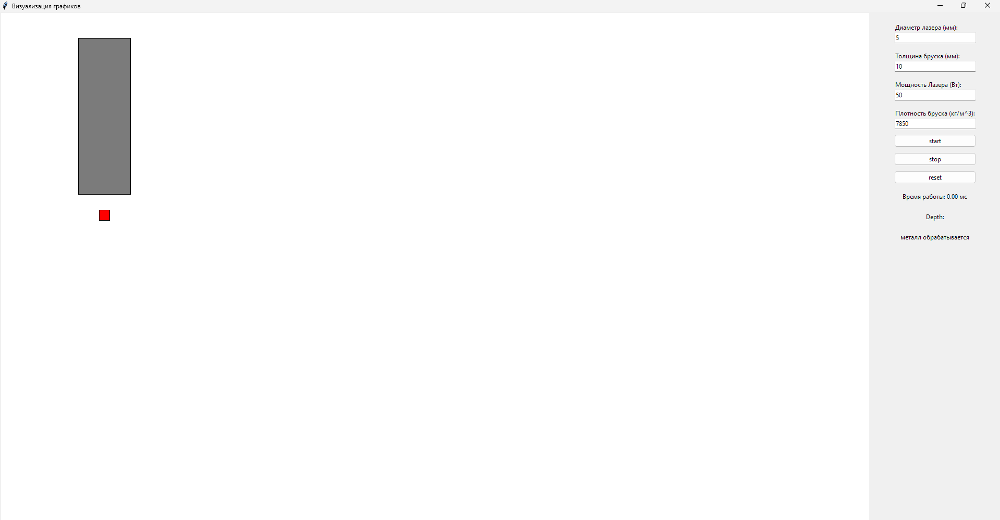 Визуализация графиков
Диаметр лазера (мм):
5
Толщина бруска (мм):
10
Мощность Лазера (Вт):
50
Плотность бруска (кг/м^3):
7850
start
stop
reset
Время работы: 0.00 мс
Depth:
металл обрабатывается